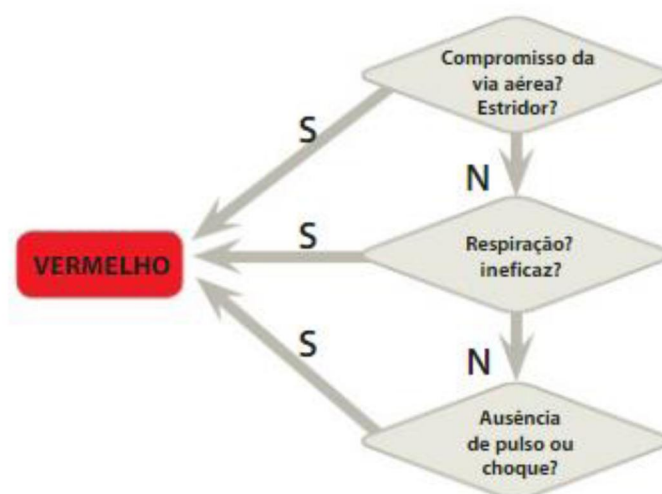 Compromisso da
via aérea?
Estridor?
S
N
VERMELHO
S
Respiração?
ineficaz?
S
N
Ausência
de pulso ou
choque?